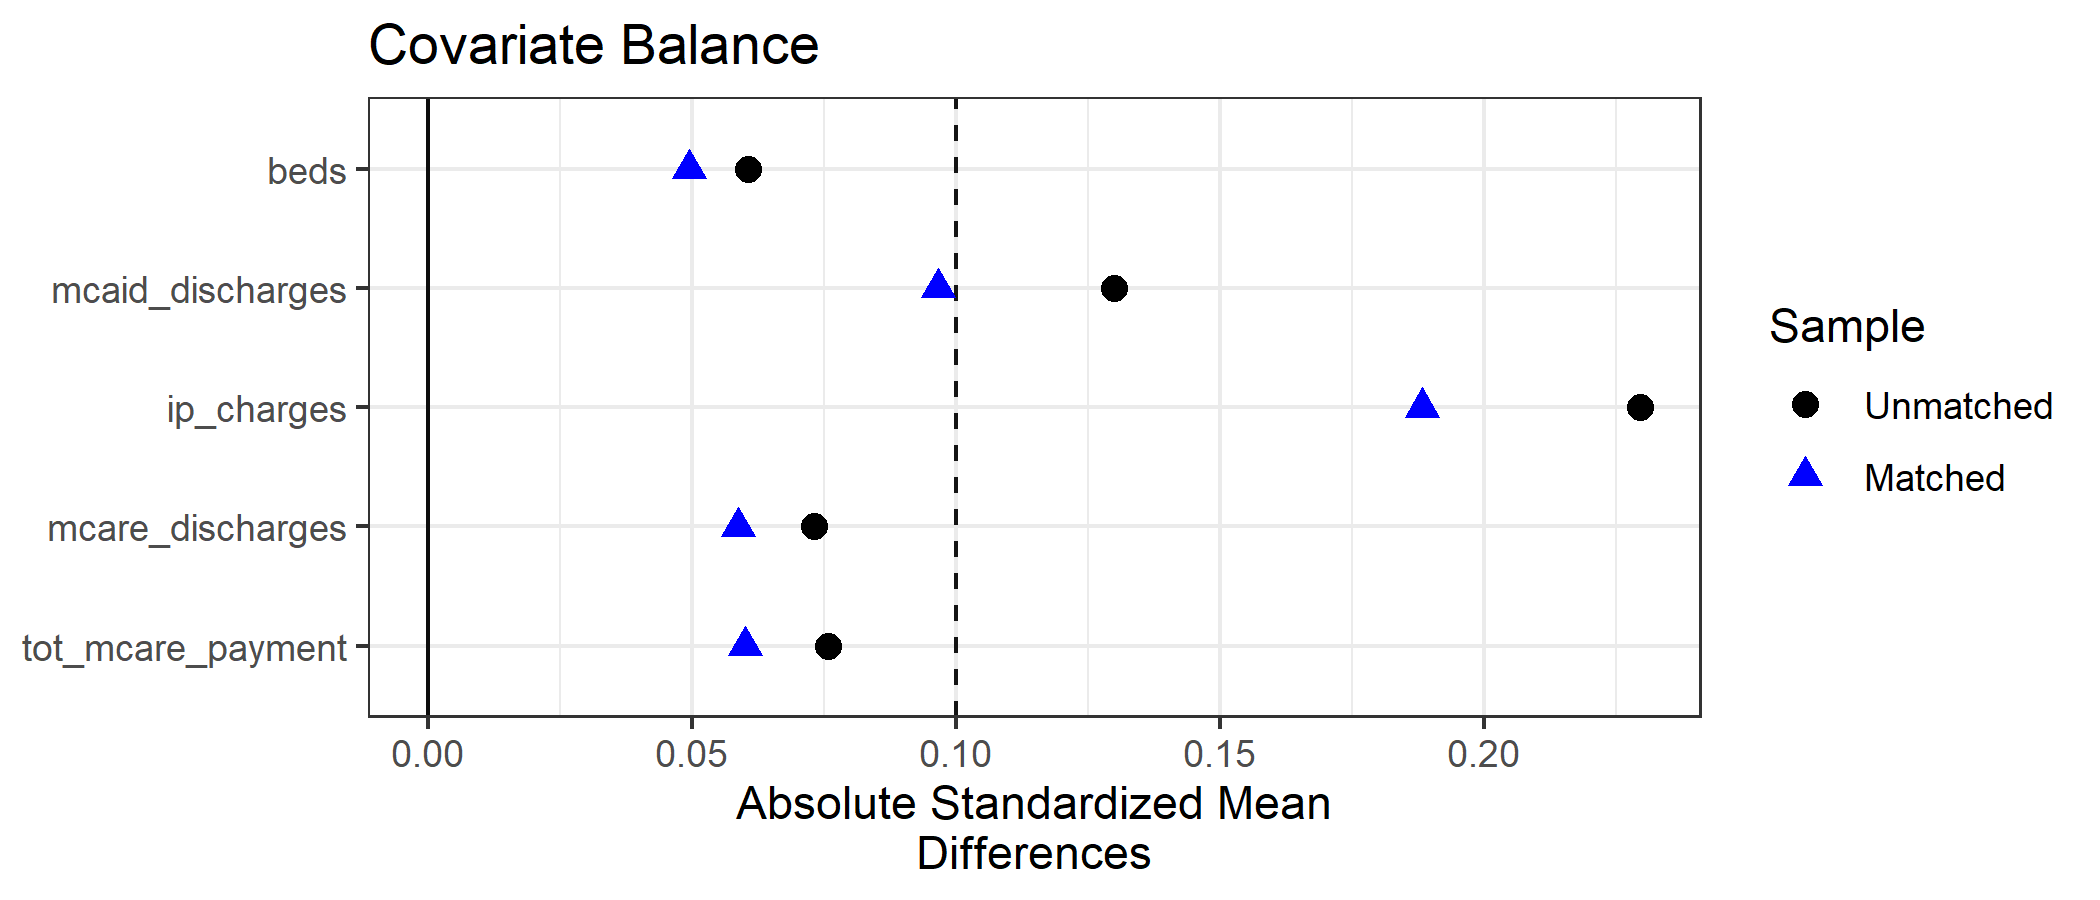 Covariate Balance
beds
mcaid_discharges
ip_charges
mcare_discharges
tot_mcare_payment
0.00 0.05 0.10 0.15 0.20
Absolute Standardized Mean
Differences
Sample
Unmatched
Matched